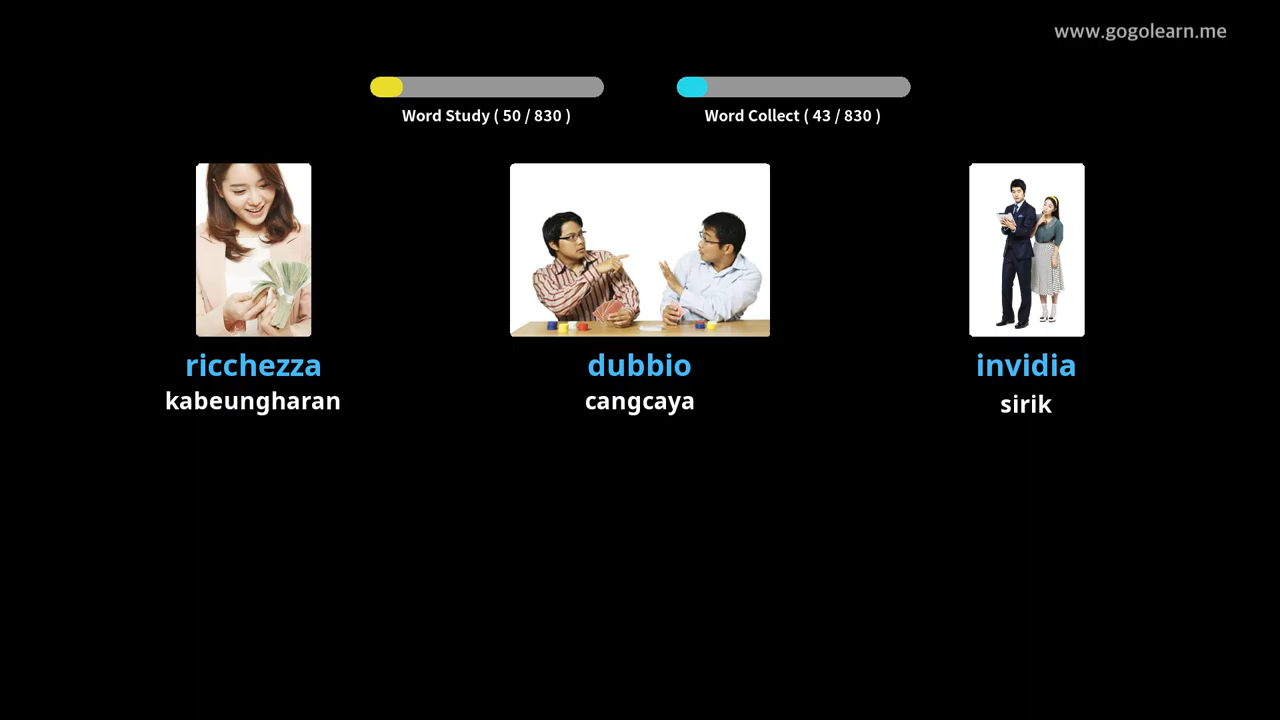 www.gogolearn.me
Word Study ( 50 / 830 )
Word Collect ( 43 / 830 )
ricchezza
kabeungharan
dubbio
cangcaya
invidia
sirik